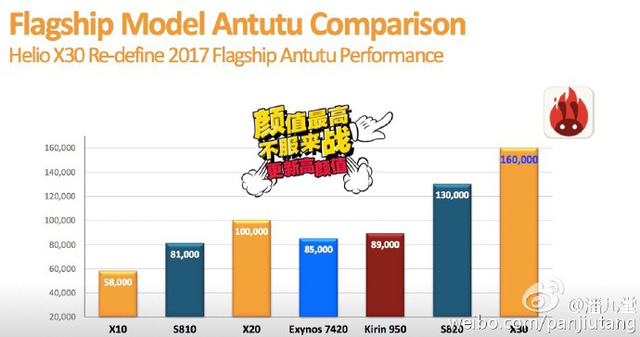 Flagship Model Antutu Comparison
Helio X30 Re-define 2017 Flagship Antutu Performance
颜值最高
不服来战
更新高颜值
160,000
140,000
120,000
100,000
80,000
60,000
40,000
20,000
58,000
81,000
100,000
85,000
89,000
130,000
160,000
X10 S810 X20 Exynos 7420 Kirin 950 S820 X30
@潘九堂
weibo.com/panjiutang